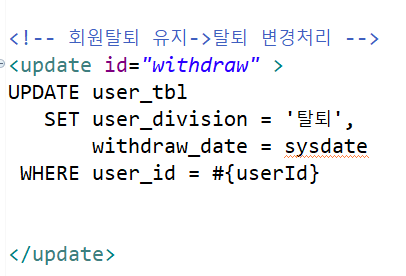 <!-- 회원탈퇴 유지->탈퇴 변경처리 -->
<update id="withdraw" >
UPDATE user_tbl
SET user_division = '탈퇴',
withdraw_date = sysdate
WHERE user_id = #{userId}
</update>